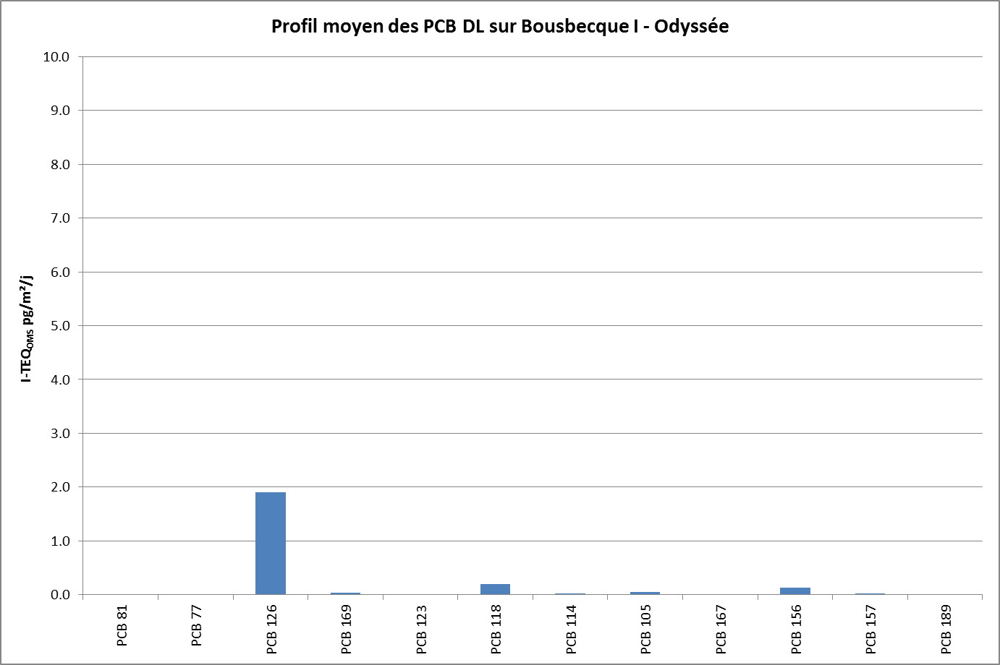 Profil moyen des PCB DL sur Bousbecque I - Odyssée
10.0
9.0
8.0
7.0
6.0
5.0
4.0
3.0
2.0
1.0
0.0
I-TEQOMS pg/m²/j
PCB 81
PCB 77
PCB 126
PCB 169
PCB 123
PCB 118
PCB 114
PCB 105
PCB 167
PCB 156
PCB 157
PCB 189